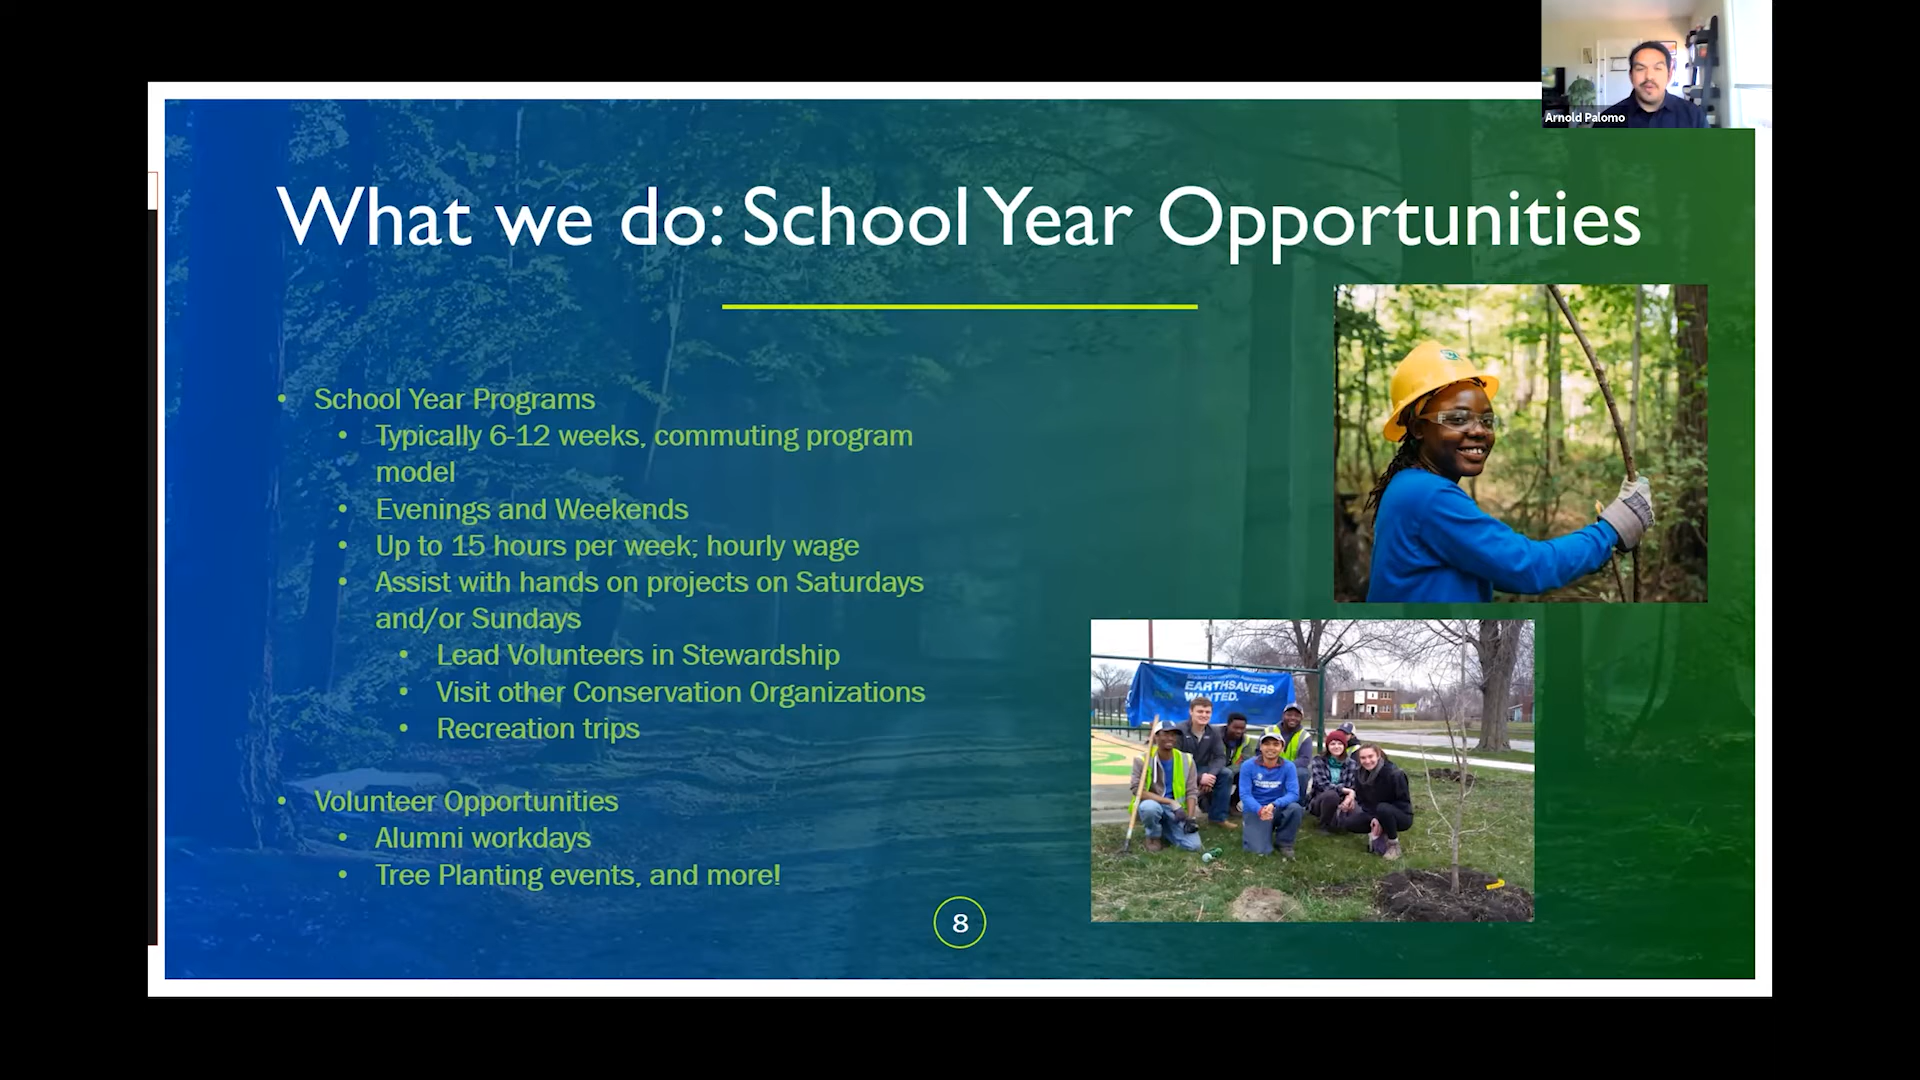 Arnold Palomo
What we do: School Year Opportunities
• School Year Programs
• Typically 6-12 weeks, commuting program
model
• Evenings and Weekends
• Up to 15 hours per week; hourly wage
• Assist with hands on projects on Saturdays
and/or Sundays
• Lead Volunteers in Stewardship
• Visit other Conservation Organizations
• Recreation trips
• Volunteer Opportunities
• Alumni workdays
• Tree Planting events, and more!
Student Conservation Association
EARTHSAVERS
WANTED.
8